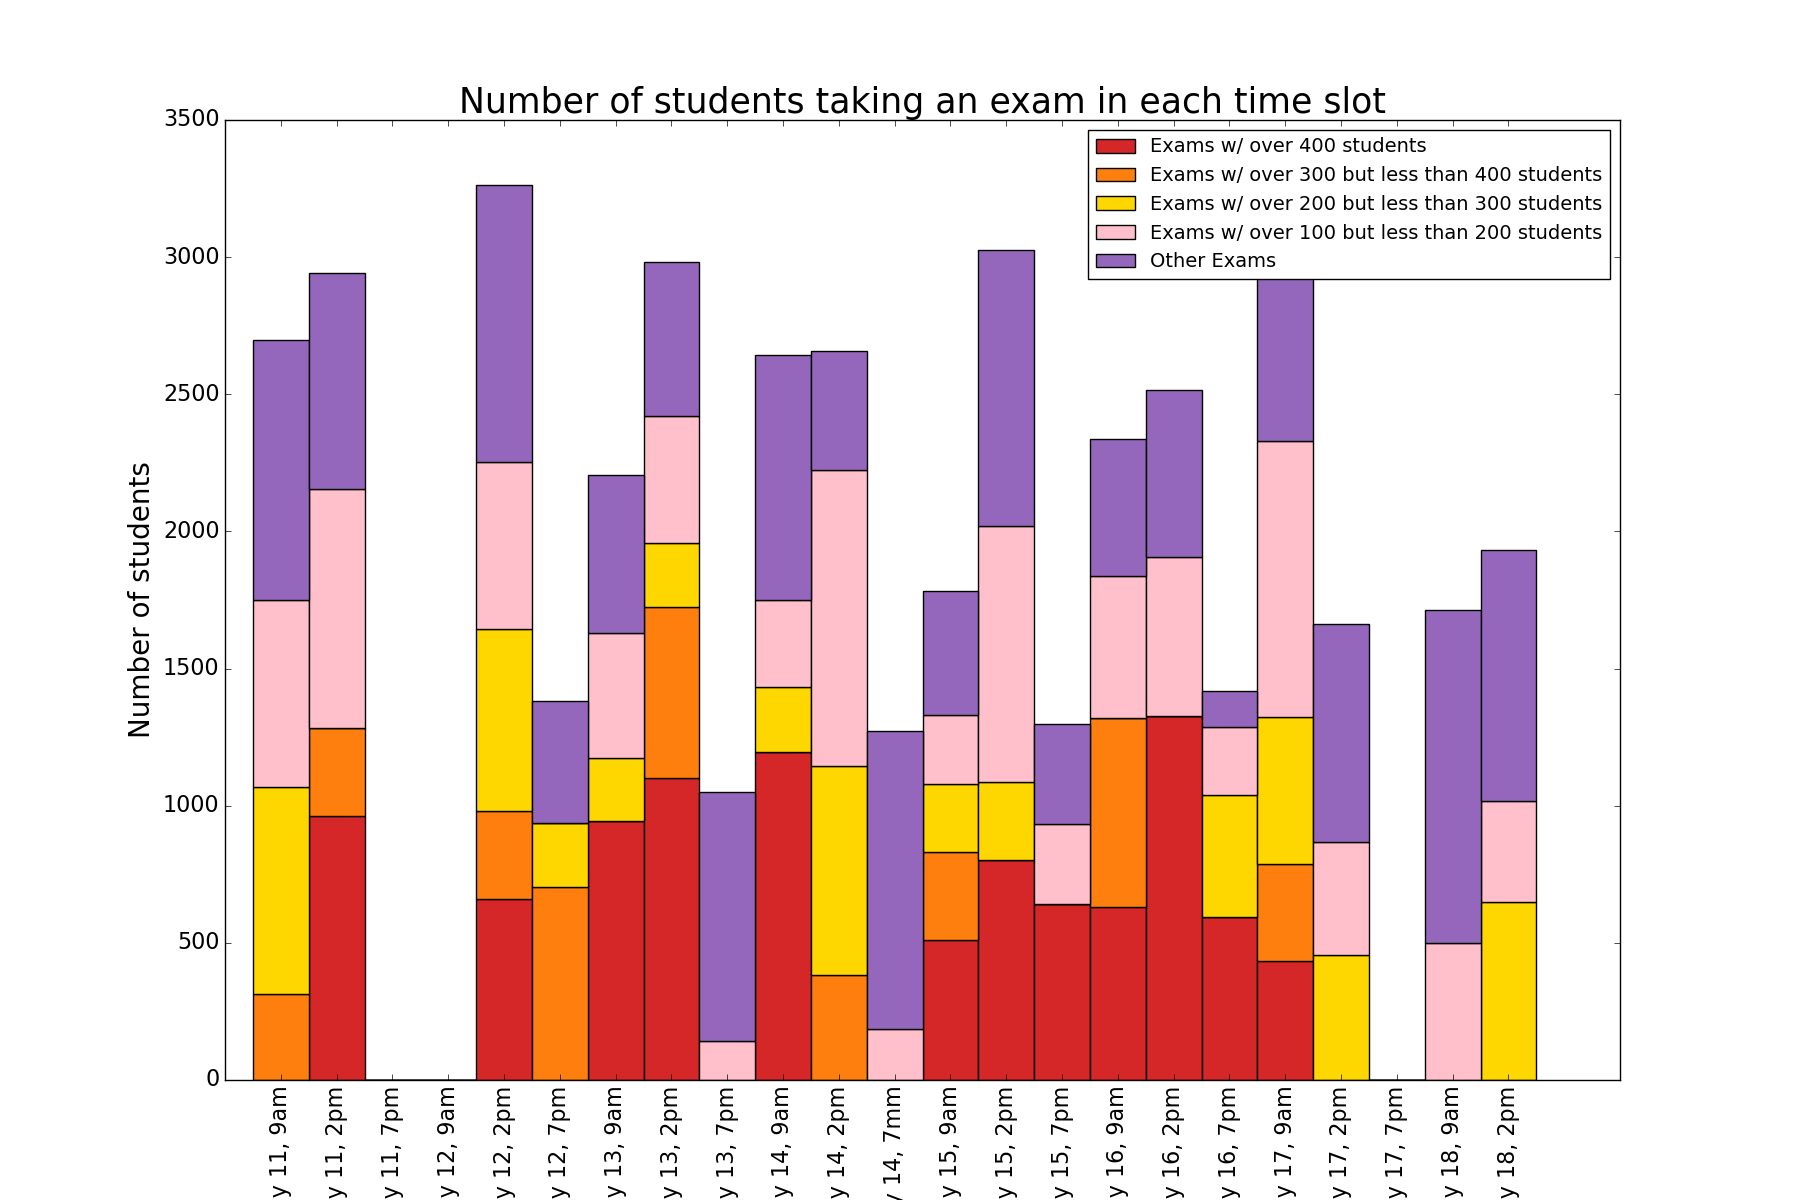 Number of students taking an exam in each time slot
3500
3000
2500
2000
1500
1000
500
0
Number of students
Exams w/ over 400 students
Exams w/ over 300 but less than 400 students
Exams w/ over 200 but less than 300 students
Exams w/ over 100 but less than 200 students
Other Exams
y 11, 9am
y 11, 2pm
y 11, 7pm
y 12, 9am
y 12, 2pm
y 12, 7pm
y 13, 9am
y 13, 2pm
y 13, 7pm
y 14, 9am
y 14, 2pm
y 14, 7mm
y 15, 9am
y 15, 2pm
y 15, 7pm
y 16, 9am
y 16, 2pm
y 16, 7pm
y 17, 9am
y 17, 2pm
y 17, 7pm
y 18, 9am
y 18, 2pm